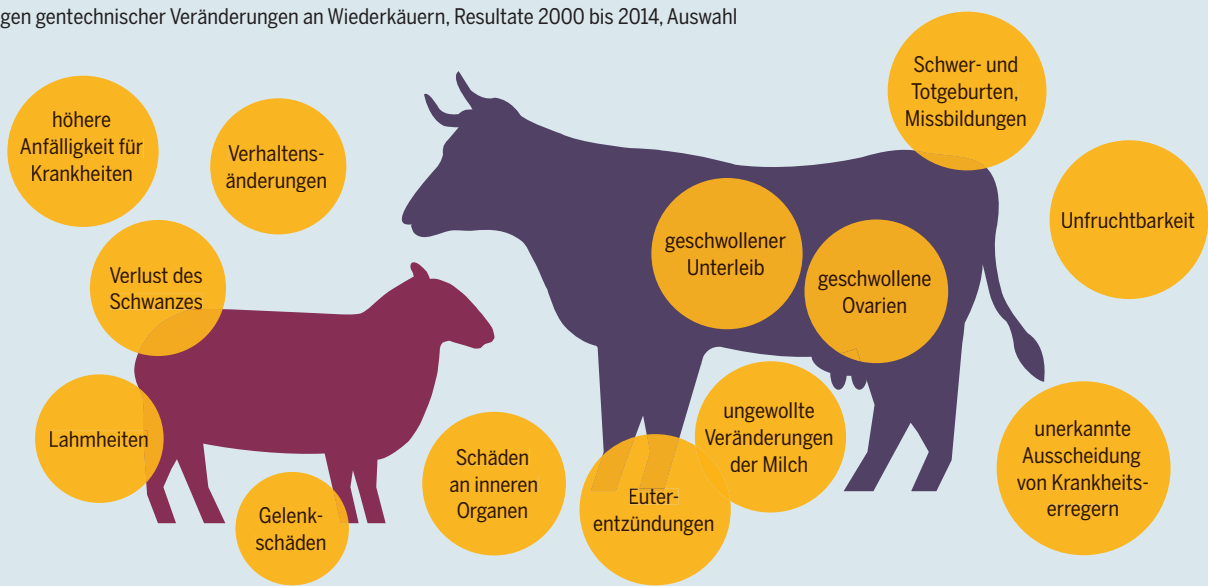 gen gentechnischer Veränderungen an Wiederkäuern, Resultate 2000 bis 2014, Auswahl
höhere
Anfälligkeit für
Krankheiten
Verhaltens-
änderungen
Schwer- und
Totgeburten,
Missbildungen
Unfruchtbarkeit
geschwollener
Unterleib
geschwollene
Ovarien
Verlust des
Schwanzes
Lahmheiten
Gelenk-
schäden
Schäden
an inneren
Organen
Euter-
entzündungen
ungewollte
Veränderungen
der Milch
unerkannte
Ausscheidung
von Krankheits-
erregern